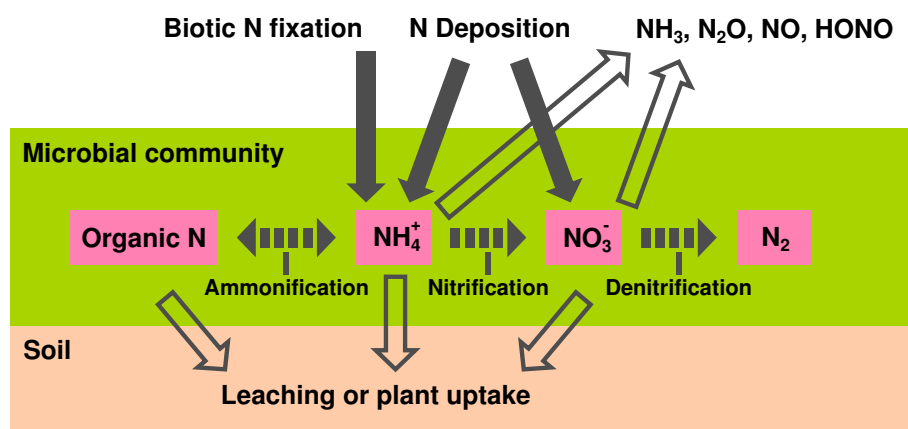 Biotic N fixation
N Deposition
NH₃, N₂O, NO, HONO
Microbial community
Organic N
NH₄⁺
NO₃⁻
N₂
Ammonification
Nitrification
Denitrification
Soil
Leaching or plant uptake